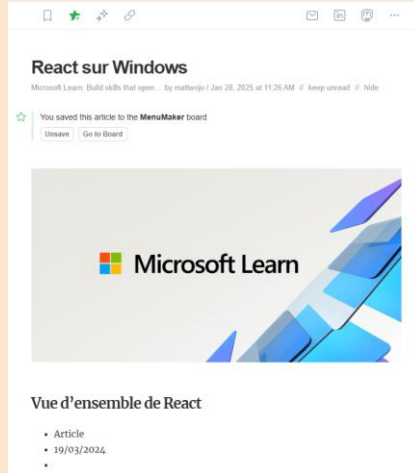 React sur Windows
Microsoft Learn: Build skills that open ... by mattwojo / Jan 28, 2025 at 11:26 AM // keep unread // hide
You saved this article to the MenuMaker board
Unsave Go to Board
Microsoft Learn
Vue d'ensemble de React
• Article
• 19/03/2024
•